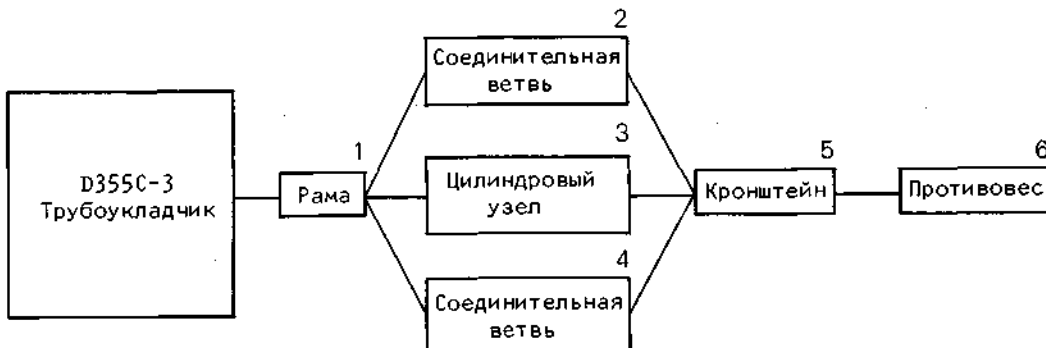 2
Соединительная
ветвь
D355C-3
Трубоукладчик
1
Рама
3
Цилиндровый
узел
5
Кронштейн
6
Противовес
4
Соединительная
ветвь